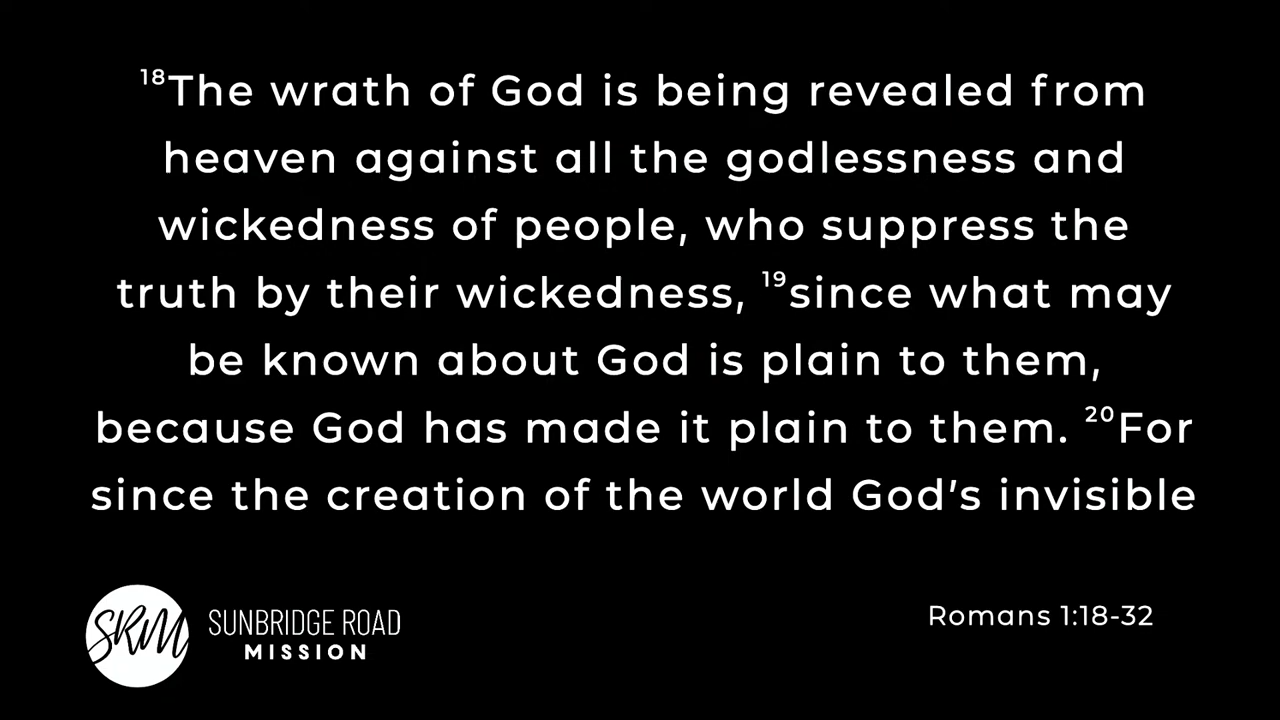 ¹⁸The wrath of God is being revealed from
heaven against all the godlessness and
wickedness of people, who suppress the
truth by their wickedness, ¹⁹since what may
be known about God is plain to them,
because God has made it plain to them. ²⁰For
since the creation of the world God's invisible
SRM
SUNBRIDGE ROAD
MISSION
Romans 1:18-32